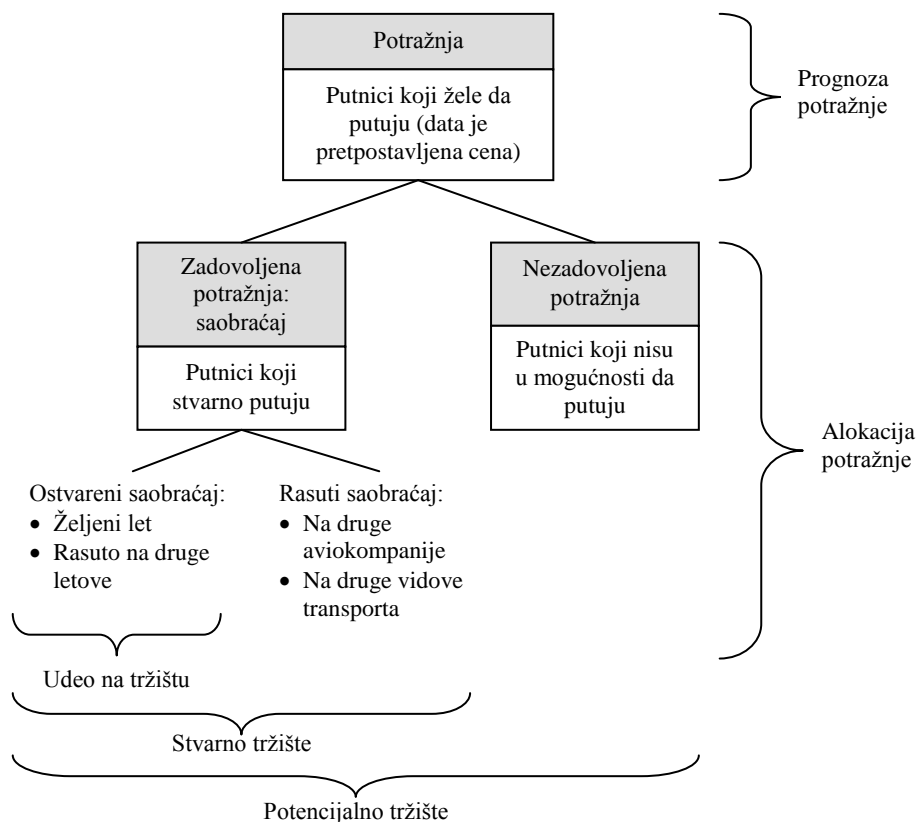 Potražnja
Putnici koji žele da
putuju (data je
pretpostavljena cena)
Prognoza
potražnje
Zadovoljena
potražnja:
saobraćaj
Putnici koji
stvarno putuju
Nezadovoljena
potražnja
Putnici koji nisu
u mogućnosti da
putuju
Alokacija
potražnje
Ostvareni saobraćaj:
• Željeni let
• Rasuto na druge
letove
Rasuti saobraćaj:
• Na druge
aviokompanije
• Na druge vidove
transporta
Udeo na tržištu
Stvarno tržište
Potencijalno tržište